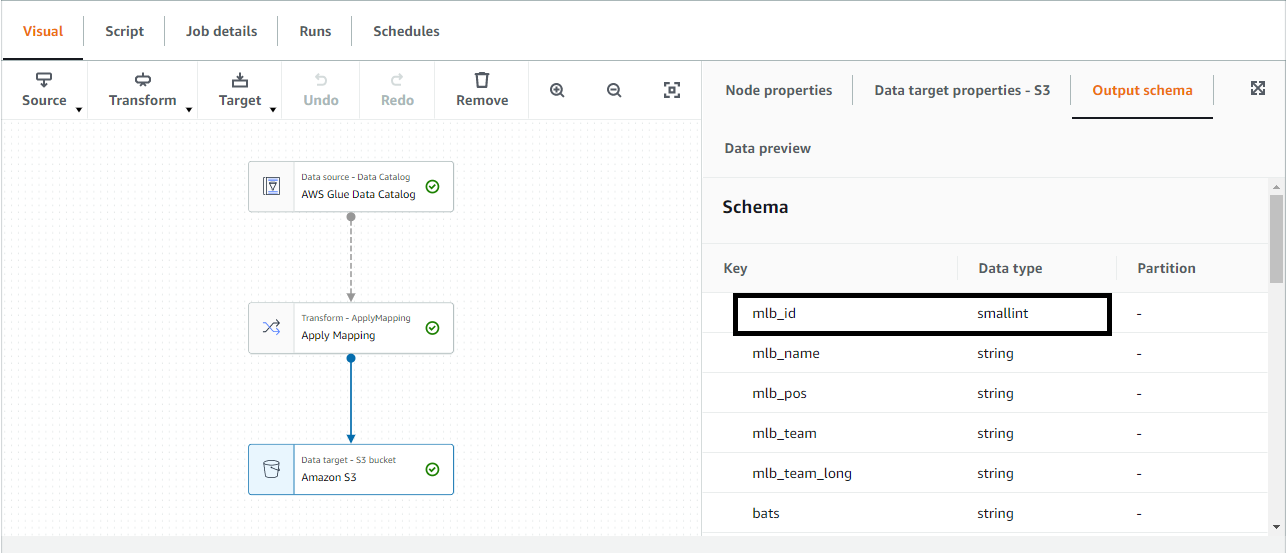 Visual Script Job details Runs Schedules
Source Transform Target Undo Redo Remove
Data source - Data Catalog
AWS Glue Data Catalog
Transform - ApplyMapping
Apply Mapping
Data target - S3 bucket
Amazon S3
Node properties Data target properties - S3 Output schema
Data preview
Schema
Key Data type Partition
mlb_id smallint -
mlb_name string -
mlb_pos string -
mlb_team string -
mlb_team_long string -
bats string -